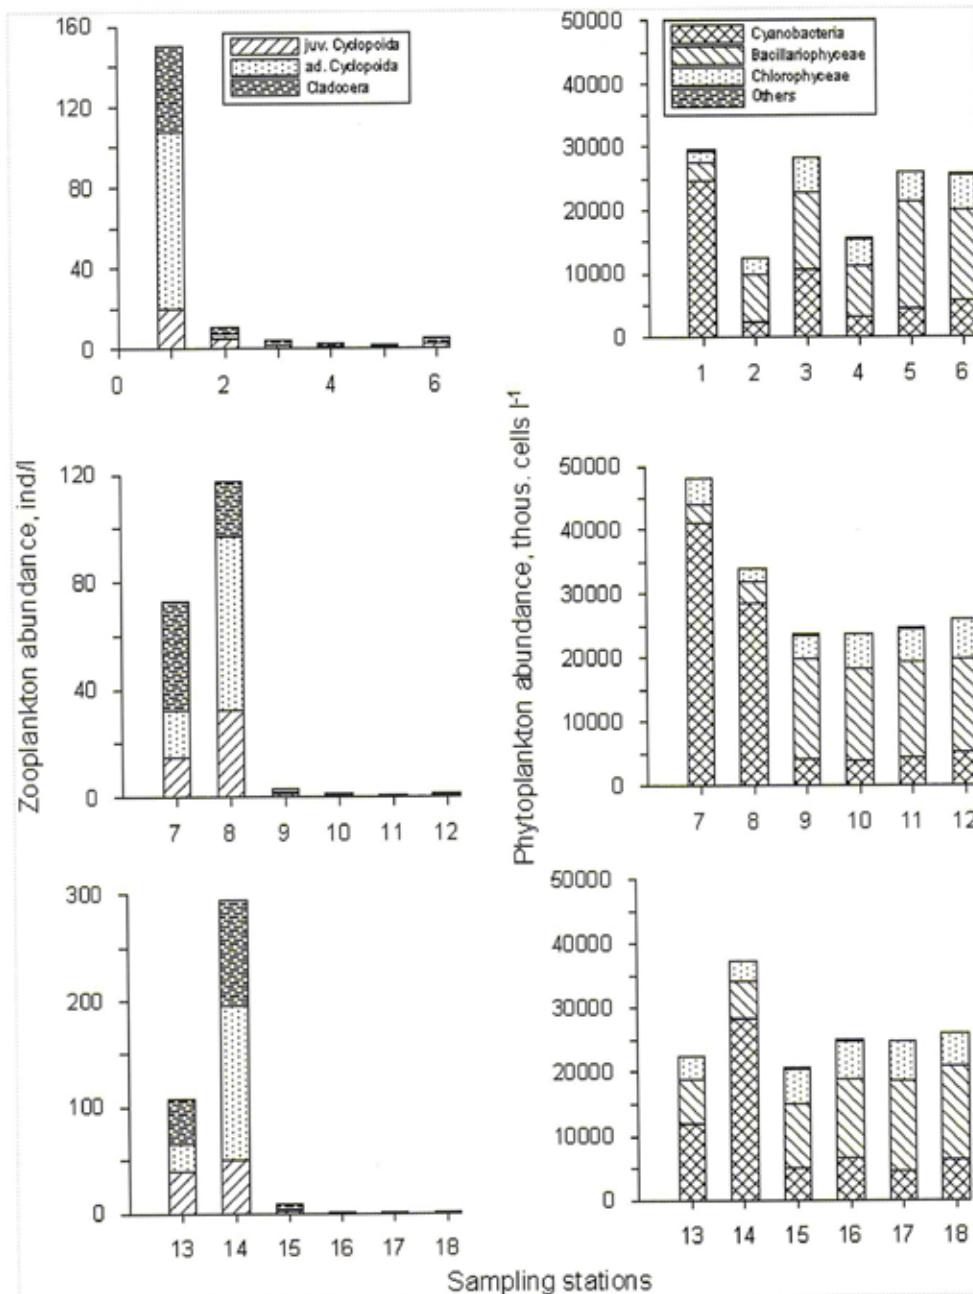 160
120
80
40
0
juv. Cyclopoida
ad. Cyclopoida
Cladocera
0 2 4 6
50000
40000
30000
20000
10000
0
Cyanobacteria
Bacillariophyceae
Chlorophyceae
Others
1 2 3 4 5 6
Zooplankton abundance, ind/l
120
80
40
0
7 8 9 10 11 12
Phytoplankton abundance, thous. cells l-1
50000
40000
30000
20000
10000
0
7 8 9 10 11 12
300
200
100
0
13 14 15 16 17 18
50000
40000
30000
20000
10000
0
13 14 15 16 17 18
Sampling stations